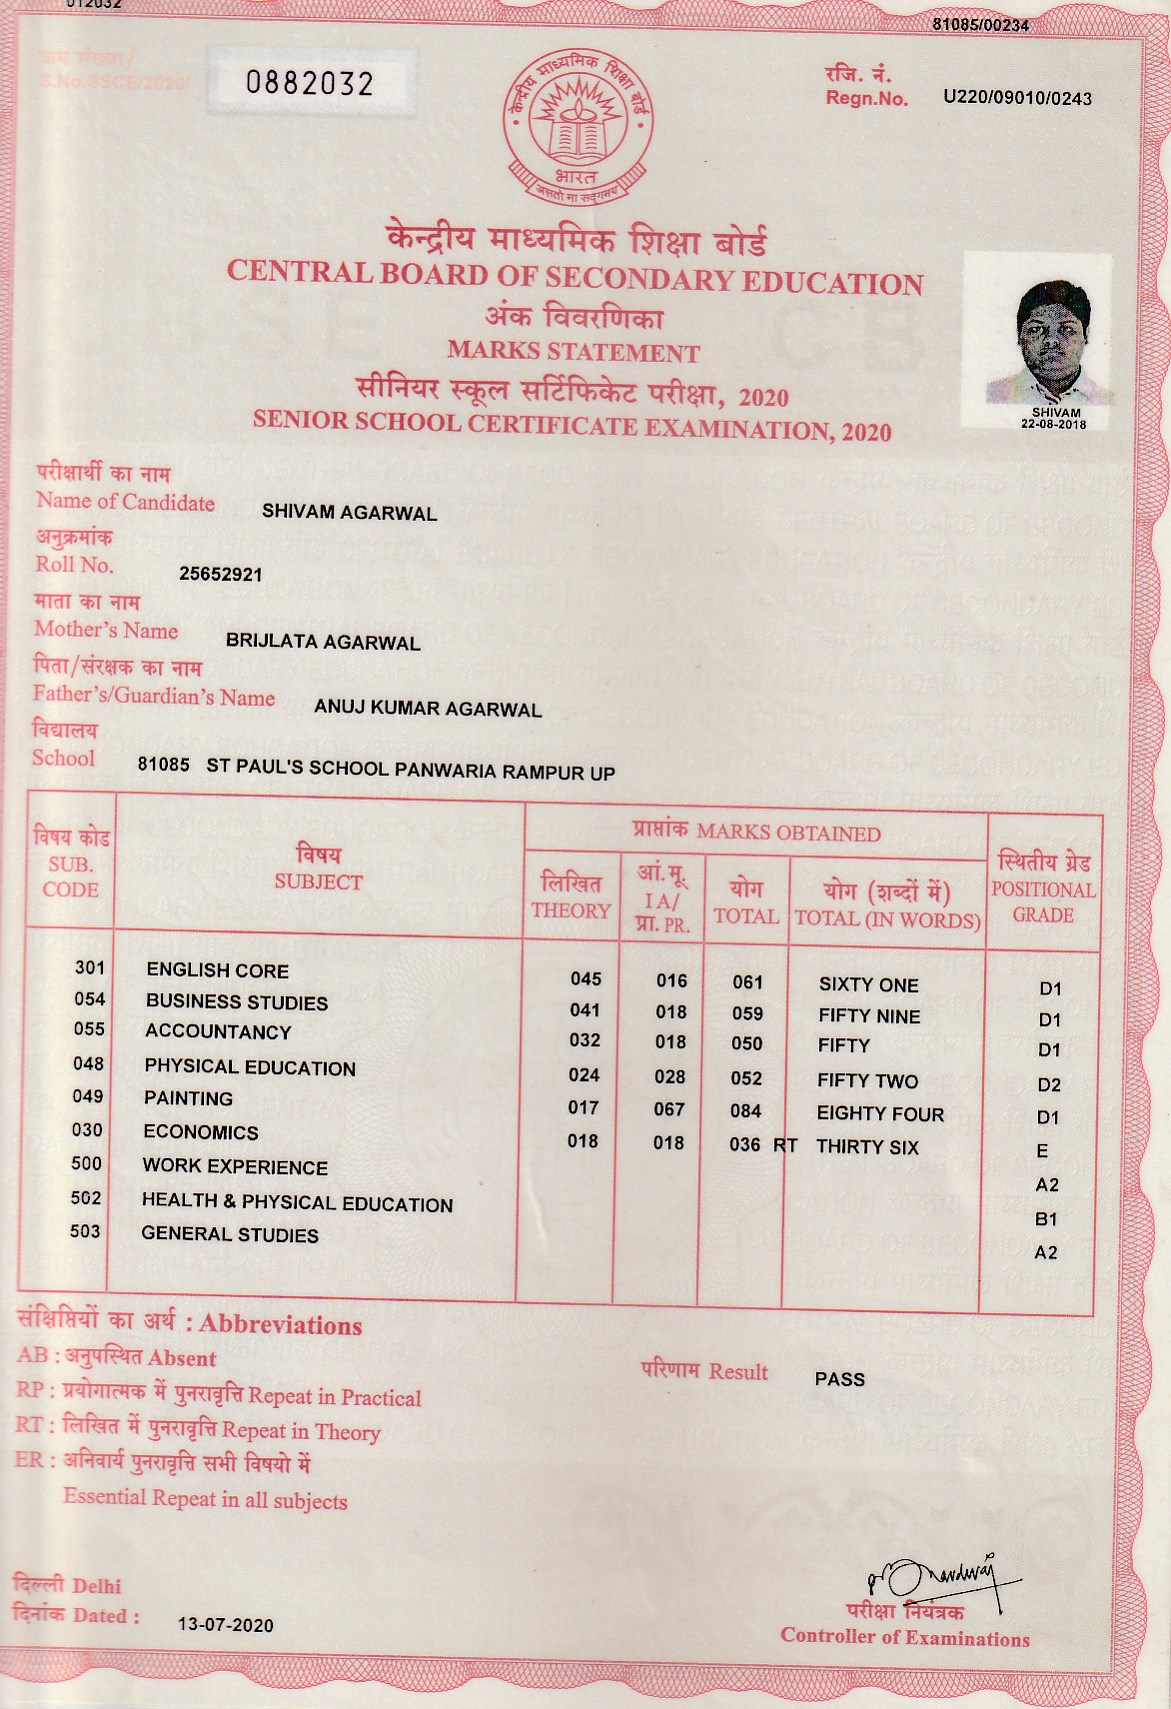 012032
81085/00234
क्रम संख्या/
S.No.SSCE/2020/
0882032
रजि. नं.
Regn.No. U220/09010/0243
केन्द्रीय माध्यमिक शिक्षा बोर्ड
भारत
असतो मा सद्गमय
केन्द्रीय माध्यमिक शिक्षा बोर्ड
CENTRAL BOARD OF SECONDARY EDUCATION
अंक विवरणिका
MARKS STATEMENT
सीनियर स्कूल सर्टिफिकेट परीक्षा, 2020
SENIOR SCHOOL CERTIFICATE EXAMINATION, 2020
SHIVAM
22-08-2018
परीक्षार्थी का नाम
Name of Candidate SHIVAM AGARWAL
अनुक्रमांक
Roll No. 25652921
माता का नाम
Mother's Name BRIJLATA AGARWAL
पिता/संरक्षक का नाम
Father's/Guardian's Name ANUJ KUMAR AGARWAL
विद्यालय
School 81085 ST PAUL'S SCHOOL PANWARIA RAMPUR UP
विषय कोड
SUB.
CODE
विषय
SUBJECT
प्राप्तांक MARKS OBTAINED
लिखित
THEORY
आं.मू.
I A/
प्रा. PR.
योग
TOTAL
योग (शब्दों में)
TOTAL (IN WORDS)
स्थितीय ग्रेड
POSITIONAL
GRADE
301 ENGLISH CORE 045 016 061 SIXTY ONE D1
054 BUSINESS STUDIES 041 018 059 FIFTY NINE D1
055 ACCOUNTANCY 032 018 050 FIFTY D1
048 PHYSICAL EDUCATION 024 028 052 FIFTY TWO D2
049 PAINTING 017 067 084 EIGHTY FOUR D1
030 ECONOMICS 018 018 036 RT THIRTY SIX E
500 WORK EXPERIENCE A2
502 HEALTH & PHYSICAL EDUCATION B1
503 GENERAL STUDIES A2
संक्षिप्तियों का अर्थ : Abbreviations
AB : अनुपस्थित Absent
परिणाम Result PASS
RP : प्रयोगात्मक में पुनरावृत्ति Repeat in Practical
RT : लिखित में पुनरावृत्ति Repeat in Theory
ER : अनिवार्य पुनरावृत्ति सभी विषयो में
Essential Repeat in all subjects
दिल्ली Delhi
दिनांक Dated : 13-07-2020
परीक्षा नियंत्रक
Controller of Examinations